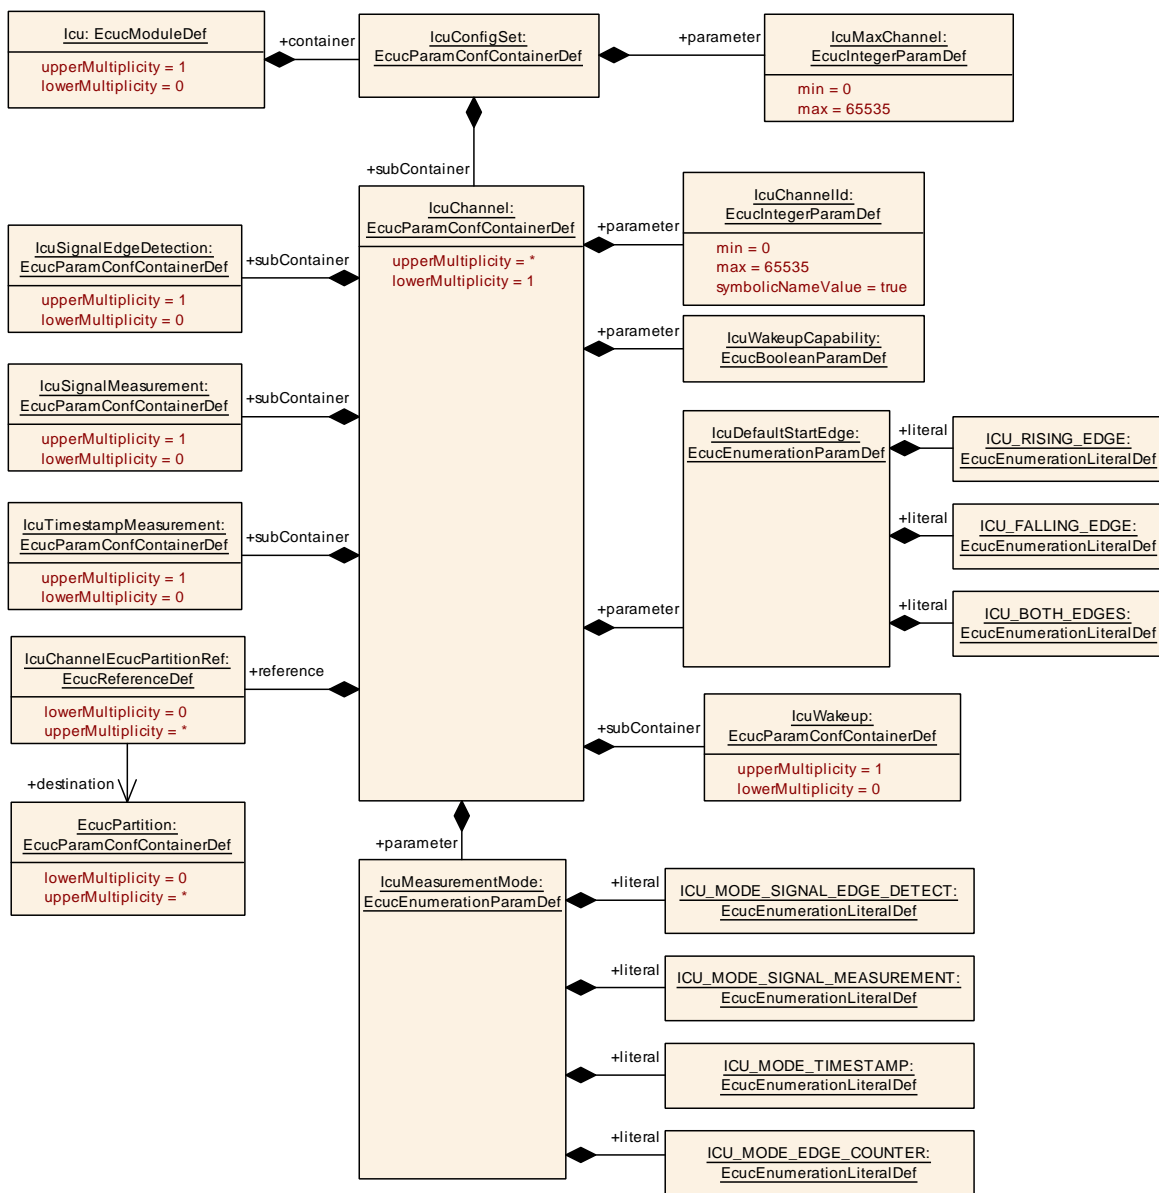 Icu: EcucModuleDef
upperMultiplicity = 1
lowerMultiplicity = 0
+container
IcuConfigSet:
EcucParamConfContainerDef
+parameter
IcuMaxChannel:
EcucIntegerParamDef
min = 0
max = 65535
+subContainer
IcuChannel:
EcucParamConfContainerDef
upperMultiplicity = *
lowerMultiplicity = 1
+parameter
IcuChannelId:
EcucIntegerParamDef
min = 0
max = 65535
symbolicNameValue = true
IcuSignalEdgeDetection:
EcucParamConfContainerDef
upperMultiplicity = 1
lowerMultiplicity = 0
+subContainer
+parameter
IcuWakeupCapability:
EcucBooleanParamDef
IcuSignalMeasurement:
EcucParamConfContainerDef
upperMultiplicity = 1
lowerMultiplicity = 0
+subContainer
IcuDefaultStartEdge:
EcucEnumerationParamDef
+literal
ICU_RISING_EDGE:
EcucEnumerationLiteralDef
+literal
ICU_FALLING_EDGE:
EcucEnumerationLiteralDef
+literal
ICU_BOTH_EDGES:
EcucEnumerationLiteralDef
+parameter
IcuTimestampMeasurement:
EcucParamConfContainerDef
upperMultiplicity = 1
lowerMultiplicity = 0
+subContainer
IcuChannelEcucPartitionRef:
EcucReferenceDef
lowerMultiplicity = 0
upperMultiplicity = *
+reference
+subContainer
IcuWakeup:
EcucParamConfContainerDef
upperMultiplicity = 1
lowerMultiplicity = 0
+destination
EcucPartition:
EcucParamConfContainerDef
lowerMultiplicity = 0
upperMultiplicity = *
+parameter
IcuMeasurementMode:
EcucEnumerationParamDef
+literal
ICU_MODE_SIGNAL_EDGE_DETECT:
EcucEnumerationLiteralDef
+literal
ICU_MODE_SIGNAL_MEASUREMENT:
EcucEnumerationLiteralDef
+literal
ICU_MODE_TIMESTAMP:
EcucEnumerationLiteralDef
+literal
ICU_MODE_EDGE_COUNTER:
EcucEnumerationLiteralDef